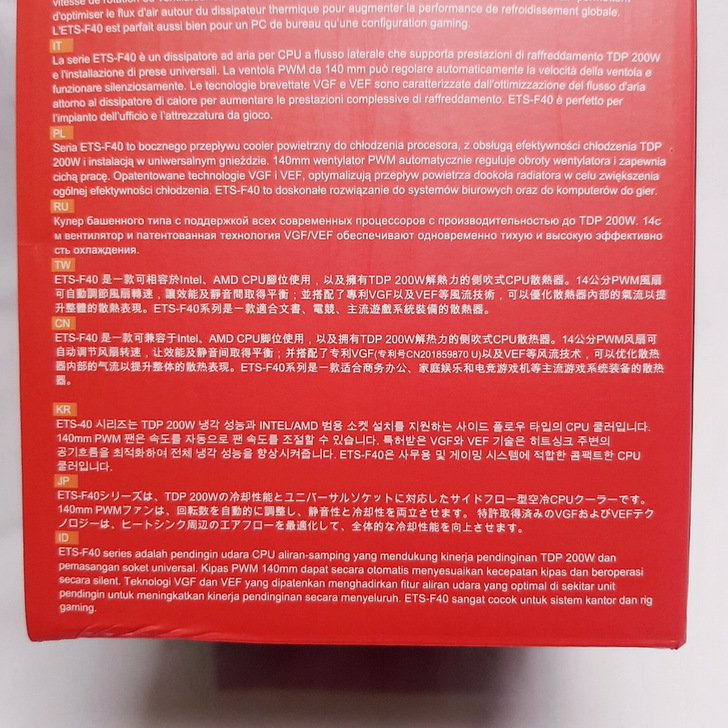 d'optimiser le flux d'air autour du dissipateur thermique pour augmenter la performance de refroidissement globale.
L'ETS-F40 est parfait aussi bien pour un PC de bureau qu'une configuration gaming.
IT
La serie ETS-F40 è un dissipatore ad aria per CPU a flusso laterale che supporta prestazioni di raffreddamento TDP 200W
e l'installazione di prese universali. La ventola PWM da 140 mm può regolare automaticamente la velocità della ventola e
funzionare silenziosamente. Le tecnologie brevettate VGF e VEF sono caratterizzate dall'ottimizzazione del flusso d'aria
attorno al dissipatore di calore per aumentare le prestazioni complessive di raffreddamento. ETS-F40 è perfetto per
l'impianto dell'ufficio e l'attrezzatura da gioco.
PL
Seria ETS-F40 to bocznego przepływu cooler powietrzny do chłodzenia procesora, z obsługą efektywności chłodzenia TDP
200W i instalacją w uniwersalnym gnieździe. 140mm wentylator PWM automatycznie reguluje obroty wentylatora i zapewnia
cichą pracę. Opatentowane technologie VGF i VEF, optymalizują przepływ powietrza dookoła radiatora w celu zwiększenia
ogólnej efektywności chłodzenia. ETS-F40 to doskonałe rozwiązanie do systemów biurowych oraz do komputerów do gier.
RU
Кулер башенного типа с поддержкой всех современных процессоров с производительностью до TDP 200W. 14с
м вентилятор и патентованная технология VGF/VEF обеспечивают одновременно тихую и высокую эффективно
сть охлаждения.
TW
ETS-F40 是一款可相容於Intel、AMD CPU腳位使用，以及擁有TDP 200W解熱力的側吹式CPU散熱器。14公分PWM風扇
可自動調節風扇轉速，讓效能及靜音間取得平衡；並搭配了專利VGF以及VEF等風流技術，可以優化散熱器內部的氣流以提
升整體的散熱表現。ETS-F40系列是一款適合文書、電競、主流遊戲系統裝備的散熱器。
CN
ETS-F40 是一款可兼容于Intel、AMD CPU脚位使用，以及拥有TDP 200W解热力的侧吹式CPU散热器。14公分PWM风扇可
自动调节风扇转速，让效能及静音间取得平衡；并搭配了专利VGF(专利号CN201859870 U)以及VEF等风流技术，可以优化散热
器内部的气流以提升整体的散热表现。ETS-F40系列是一款适合商务办公、家庭娱乐和电竞游戏机等主流游戏系统装备的散热
器。
KR
ETS-40 시리즈는 TDP 200W 냉각 성능과 INTEL/AMD 범용 소켓 설치를 지원하는 사이드 플로우 타입의 CPU 쿨러입니다.
140mm PWM 팬은 속도를 자동으로 팬 속도를 조절할 수 있습니다. 특허받은 VGF와 VEF 기술은 히트싱크 주변의
공기흐름을 최적화하여 전체 냉각 성능을 향상시켜줍니다. ETS-F40은 사무용 및 게이밍 시스템에 적합한 콤팩트한 CPU
쿨러입니다.
JP
ETS-F40シリーズは、TDP 200Wの冷却性能とユニバーサルソケットに対応したサイドフロー型空冷CPUクーラーです。
140mm PWMファンは、回転数を自動的に調整し、静音性と冷却性を両立させます。 特許取得済みのVGFおよびVEFテク
ノロジーは、ヒートシンク周辺のエアフローを最適化して、全体的な冷却性能を向上させます。
ID
ETS-F40 series adalah pendingin udara CPU aliran-samping yang mendukung kinerja pendinginan TDP 200W dan
pemasangan soket universal. Kipas PWM 140mm dapat secara otomatis menyesuaikan kecepatan kipas dan beroperasi
secara silent. Teknologi VGF dan VEF yang dipatenkan menghadirkan fitur aliran udara yang optimal di sekitar unit
pendingin untuk meningkatkan kinerja pendinginan secara menyeluruh. ETS-F40 sangat cocok untuk sistem kantor dan rig
gaming.